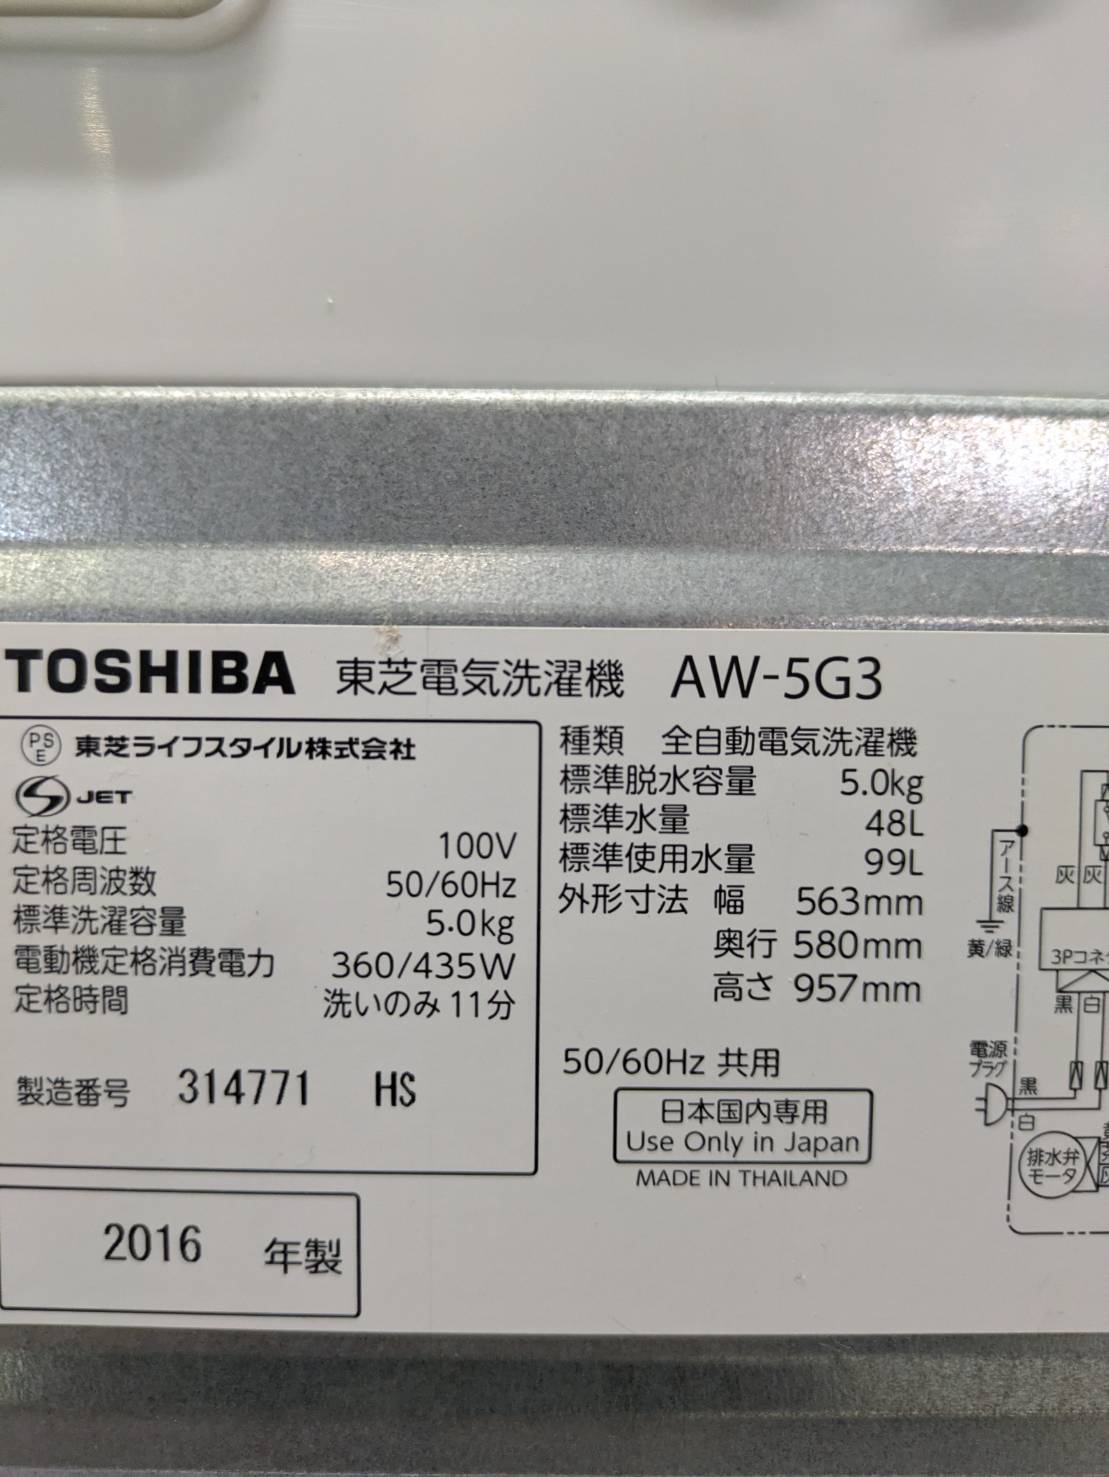 TOSHIBA 東芝電気洗濯機 AW-5G3
PSE 東芝ライフスタイル株式会社
S JET
定格電圧 100V
定格周波数 50/60Hz
標準洗濯容量 5.0kg
電動機定格消費電力 360/435W
定格時間 洗いのみ 11分
製造番号 314771 HS
2016 年製
種類 全自動電気洗濯機
標準脱水容量 5.0kg
標準水量 48L
標準使用水量 99L
外形寸法 幅 563mm
奥行 580mm
高さ 957mm
50/60Hz 共用
日本国内専用
Use Only in Japan
MADE IN THAILAND
アース線
黄/緑
灰 灰
3Pコネ
黒 白
電源
プラグ
黒
白
排水弁
モータ